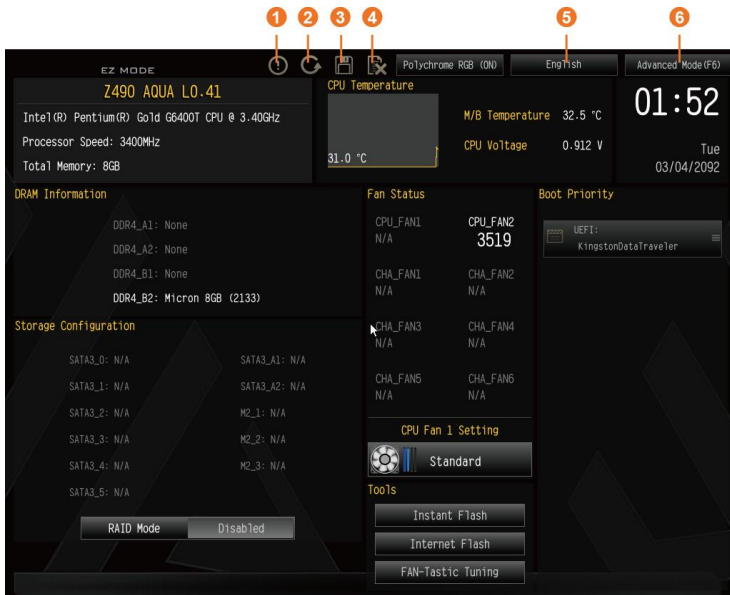 1 2 3 4 5 6
EZ MODE
Polychrome RGB (ON)
English
Advanced Mode(F6)
Z490 AQUA L0.41
Intel(R) Pentium(R) Gold G6400T CPU @ 3.40GHz
Processor Speed: 3400MHz
Total Memory: 8GB
CPU Temperature
31.0 °C
M/B Temperature 32.5 °C
CPU Voltage 0.912 V
01:52
Tue
03/04/2092
DRAM Information
DDR4_A1: None
DDR4_A2: None
DDR4_B1: None
DDR4_B2: Micron 8GB (2133)
Storage Configuration
SATA3_0: N/A SATA3_A1: N/A
SATA3_1: N/A SATA3_A2: N/A
SATA3_2: N/A M2_1: N/A
SATA3_3: N/A M2_2: N/A
SATA3_4: N/A M2_3: N/A
SATA3_5: N/A
RAID Mode Disabled
Fan Status
CPU_FAN1 CPU_FAN2
N/A 3519
CHA_FAN1 CHA_FAN2
N/A N/A
CHA_FAN3 CHA_FAN4
N/A N/A
CHA_FAN5 CHA_FAN6
N/A N/A
CPU Fan 1 Setting
Standard
Tools
Instant Flash
Internet Flash
FAN-Tastic Tuning
Boot Priority
UEFI:
KingstonDataTraveler